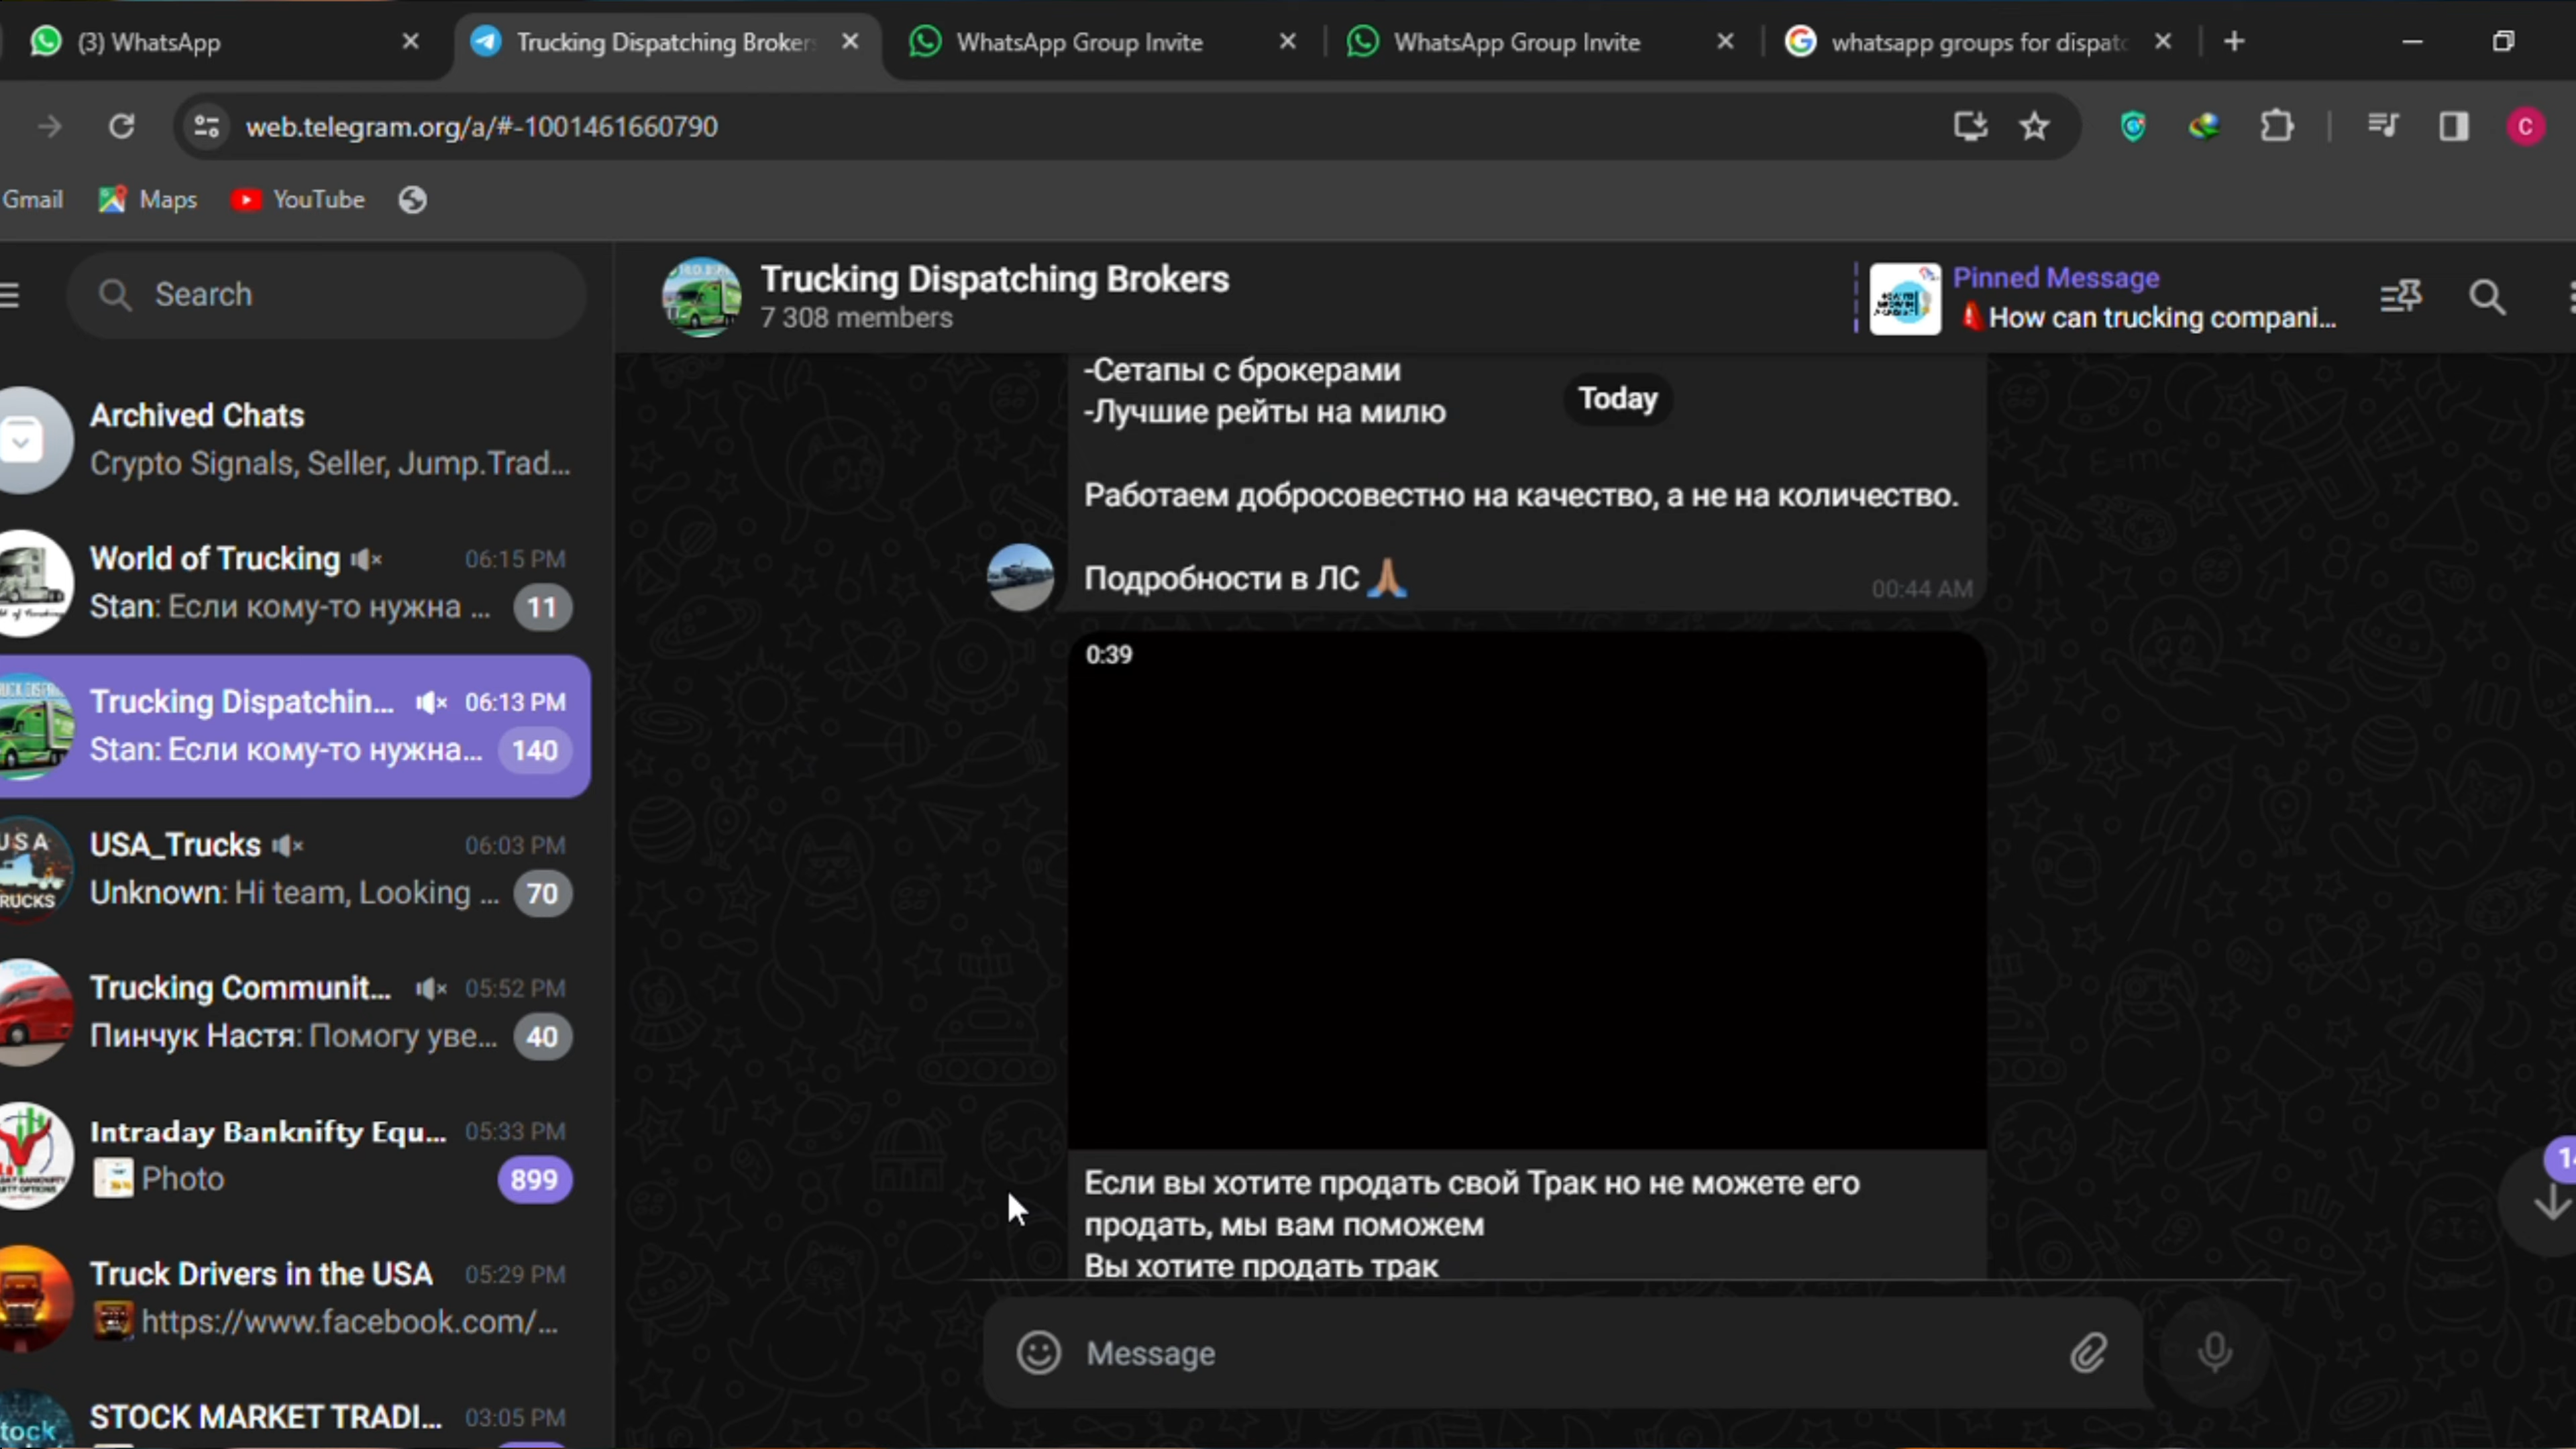 (3) WhatsApp
Trucking Dispatching Broker
WhatsApp Group Invite
WhatsApp Group Invite
whatsapp groups for dispatc
web.telegram.org/a/#-1001461660790
C
Gmail
Maps
YouTube
Search
Archived Chats
Crypto Signals, Seller, Jump.Trad...
World of Trucking
06:15 PM
Stan: Если кому-то нужна ...
11
Trucking Dispatchin...
06:13 PM
Stan: Если кому-то нужна...
140
USA
RUCKS
USA_Trucks
06:03 PM
Unknown: Hi team, Looking ...
70
Trucking Communit...
05:52 PM
Пинчук Настя: Помогу уве...
40
Intraday Banknifty Equ...
05:33 PM
Photo
899
Truck Drivers in the USA
05:29 PM
https://www.facebook.com/...
tock
STOCK MARKET TRADI...
03:05 PM
Trucking Dispatching Brokers
7 308 members
Pinned Message
How can trucking compani...
-Сетапы с брокерами
Today
-Лучшие рейты на милю
Работаем добросовестно на качество, а не на количество.
Подробности в ЛС 🙏
00:44 AM
0:39
Если вы хотите продать свой Трак но не можете его
продать, мы вам поможем
Вы хотите продать трак
14
Message